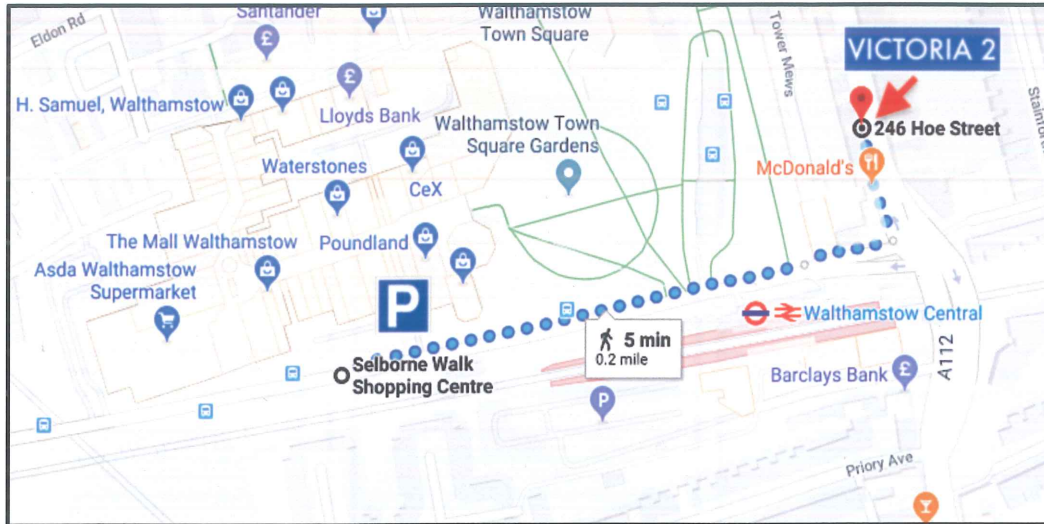 Santander
Walthamstow
Town Square
Eldon Rd
Tower Mews
VICTORIA 2
H. Samuel, Walthamstow
Lloyds Bank
Walthamstow Town
Square Gardens
246 Hoe Street
McDonald's
Waterstones
CeX
The Mall Walthamstow
Poundland
Asda Walthamstow
Supermarket
P
Walthamstow Central
5 min
0.2 mile
Selborne Walk
Shopping Centre
Barclays Bank
A112
P
Priory Ave